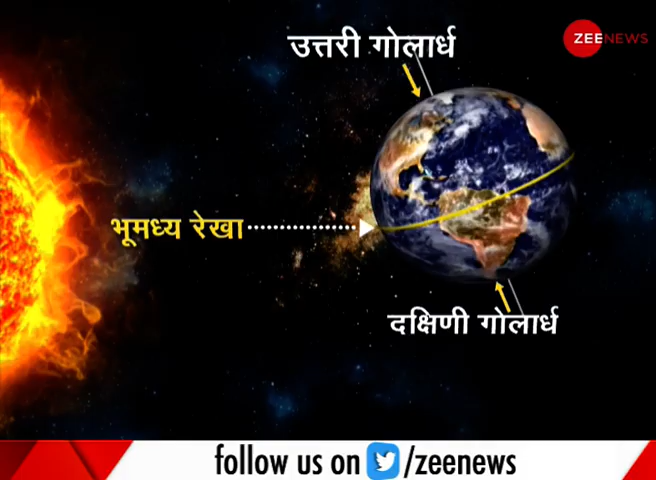 उत्तरी गोलार्ध
ZEENEWS
भूमध्य रेखा
दक्षिणी गोलार्ध
follow us on /zeenews